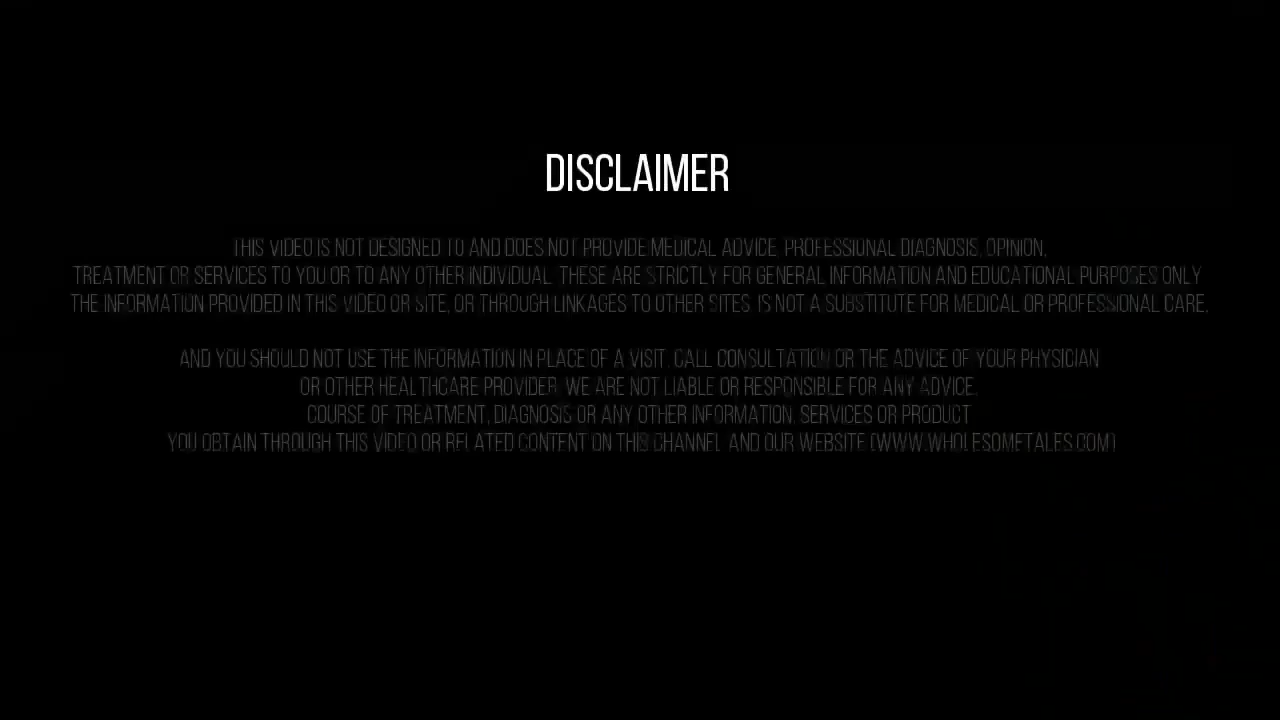 DISCLAIMER
THIS VIDEO IS NOT DESIGNED TO AND DOES NOT PROVIDE MEDICAL ADVICE, PROFESSIONAL DIAGNOSIS, OPINION,
TREATMENT OR SERVICES TO YOU OR TO ANY OTHER INDIVIDUAL. THESE ARE STRICTLY FOR GENERAL INFORMATION AND EDUCATIONAL PURPOSES ONLY
THE INFORMATION PROVIDED IN THIS VIDEO OR SITE, OR THROUGH LINKAGES TO OTHER SITES, IS NOT A SUBSTITUTE FOR MEDICAL OR PROFESSIONAL CARE,
AND YOU SHOULD NOT USE THE INFORMATION IN PLACE OF A VISIT, CALL CONSULTATION OR THE ADVICE OF YOUR PHYSICIAN
OR OTHER HEALTHCARE PROVIDER. WE ARE NOT LIABLE OR RESPONSIBLE FOR ANY ADVICE,
COURSE OF TREATMENT, DIAGNOSIS OR ANY OTHER INFORMATION, SERVICES OR PRODUCT
YOU OBTAIN THROUGH THIS VIDEO OR RELATED CONTENT ON THIS CHANNEL AND OUR WEBSITE (WWW.WHOLESOMETALES.COM)